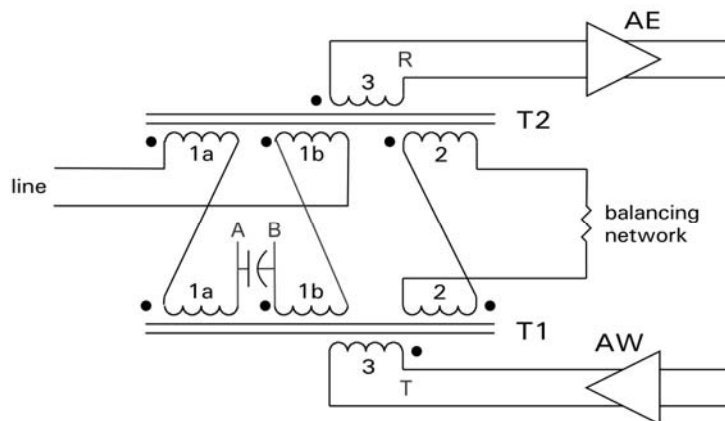 AE
R
3
T2
1a 1b 2
line
A B
balancing
network
1a 1b 2
T1
3
AW
T